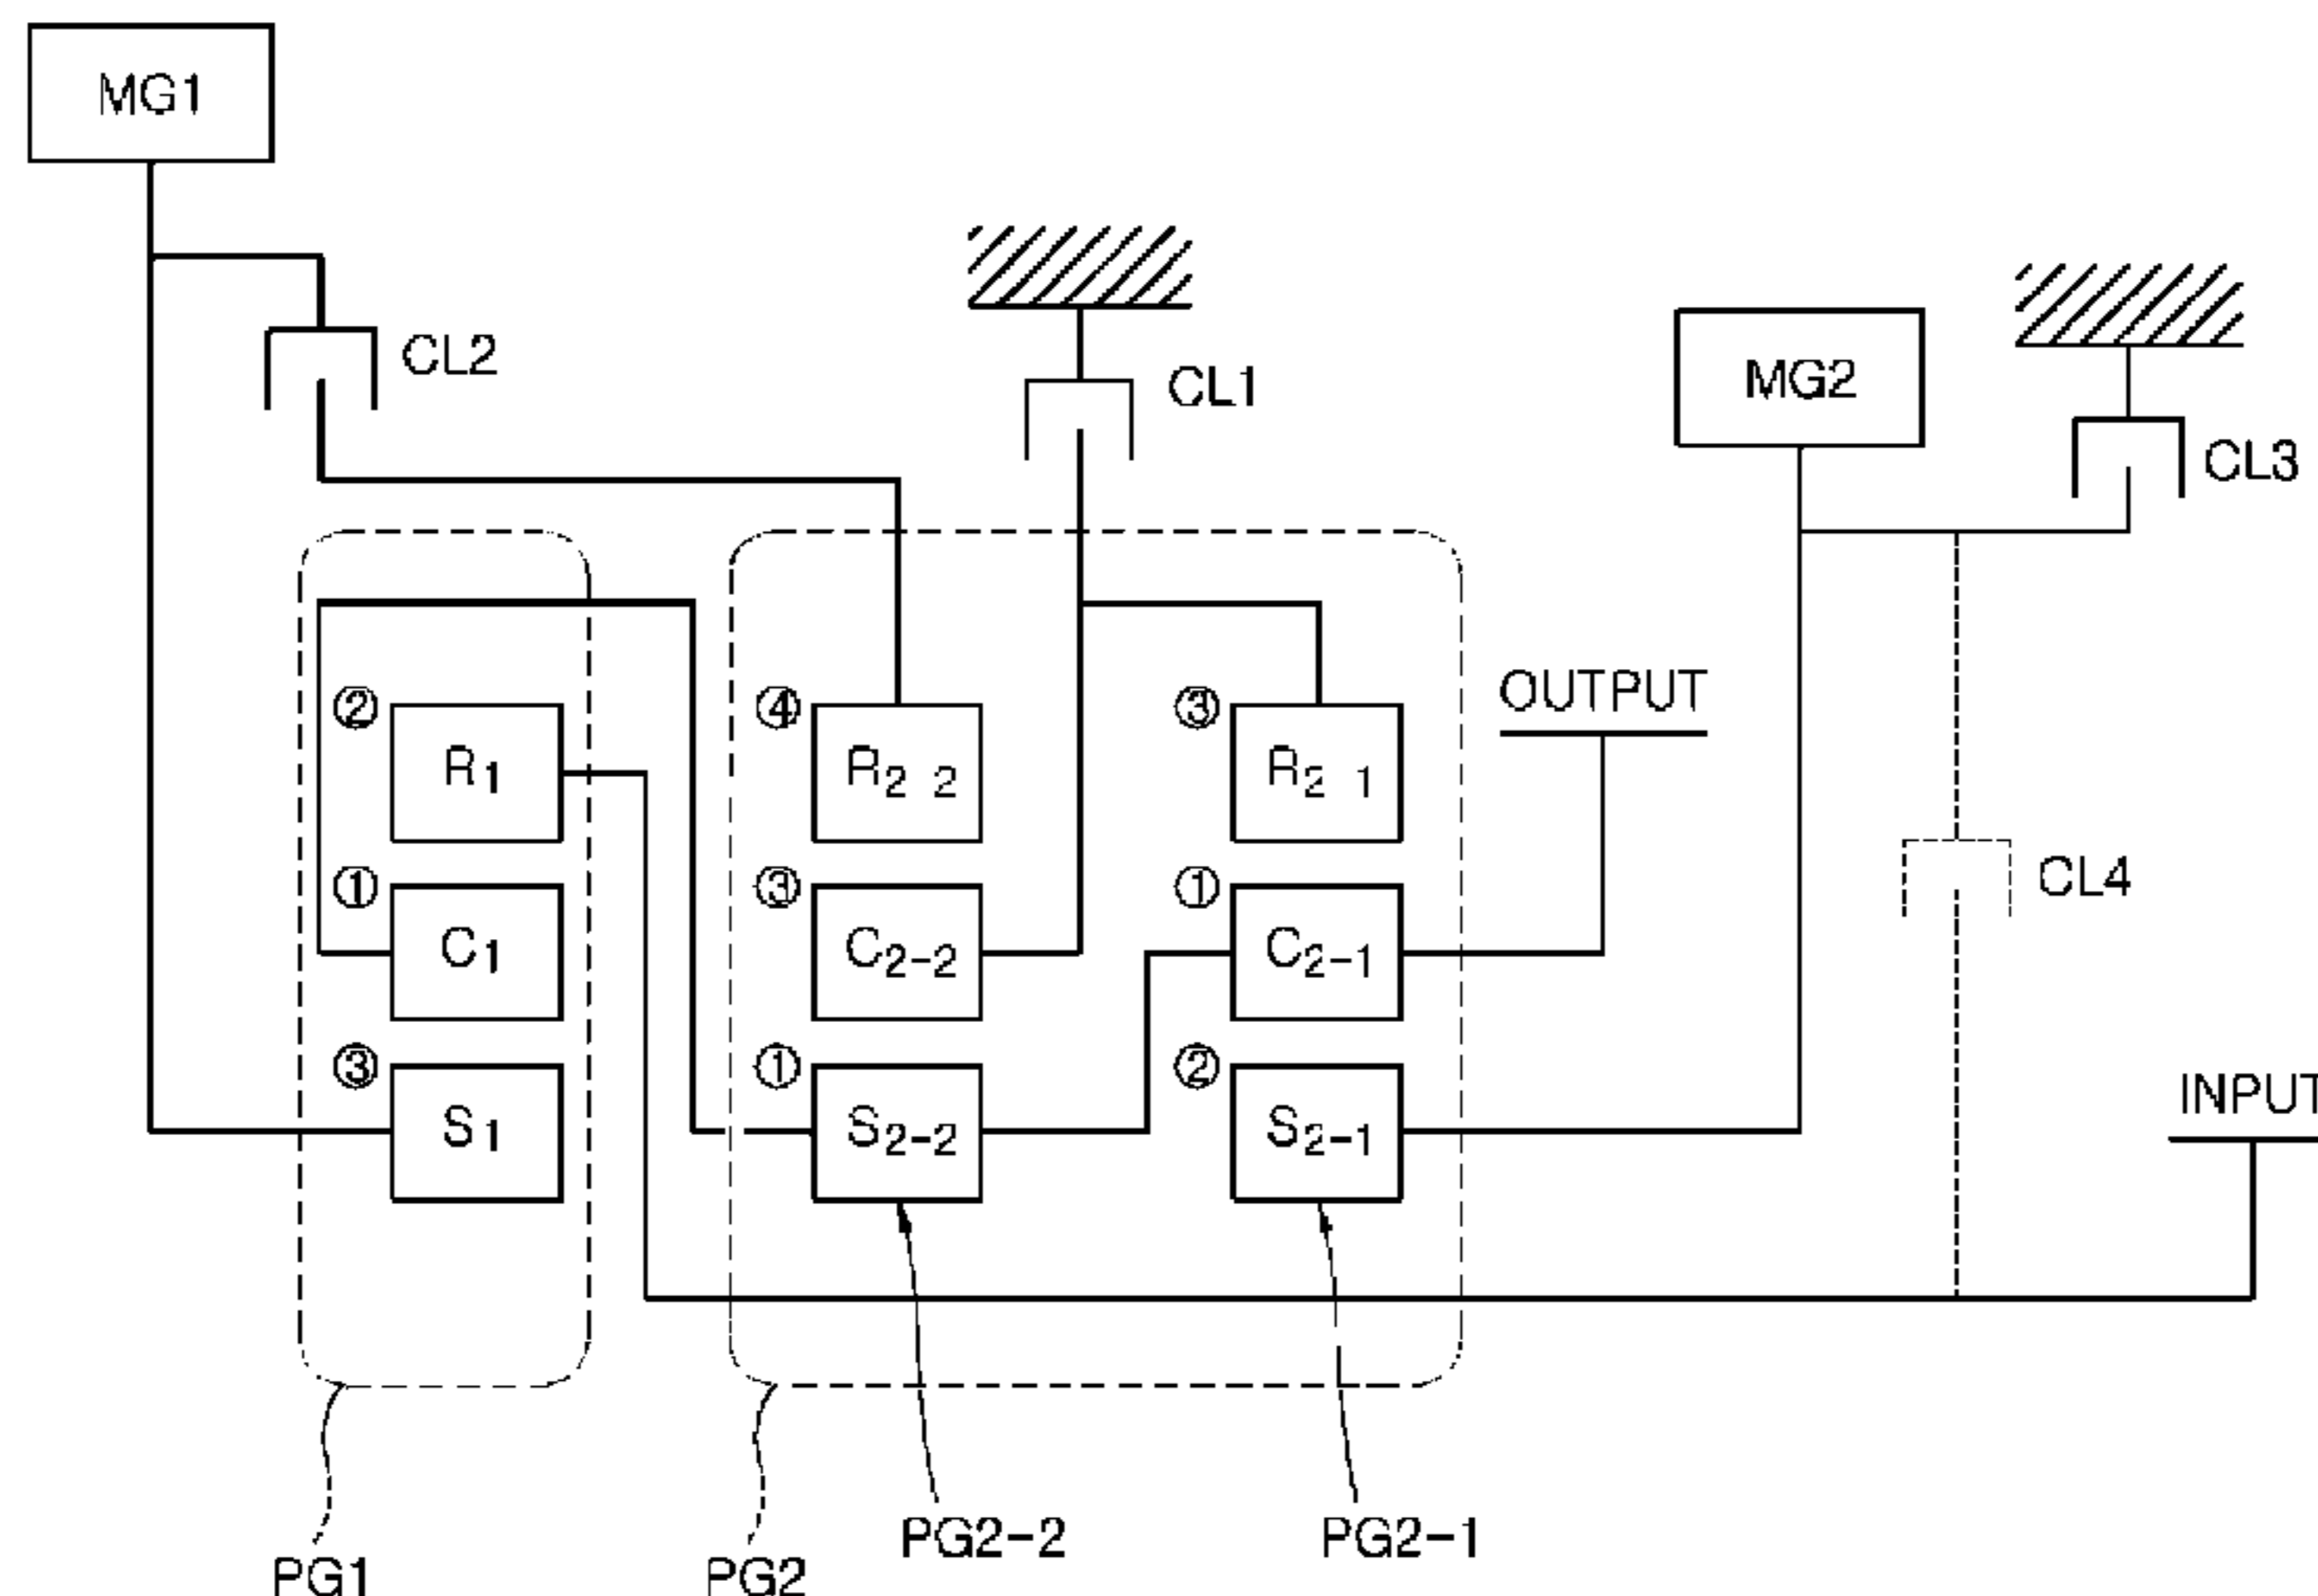 MG1
CL2
CL1
MG2
CL3
OUTPUT
② R1
④ R2-2
③ R2-1
CL4
① C1
③ C2-2
① C2-1
③ S1
① S2-2
② S2-1
INPUT
PG2-2
PG2-1
PG1
PG2